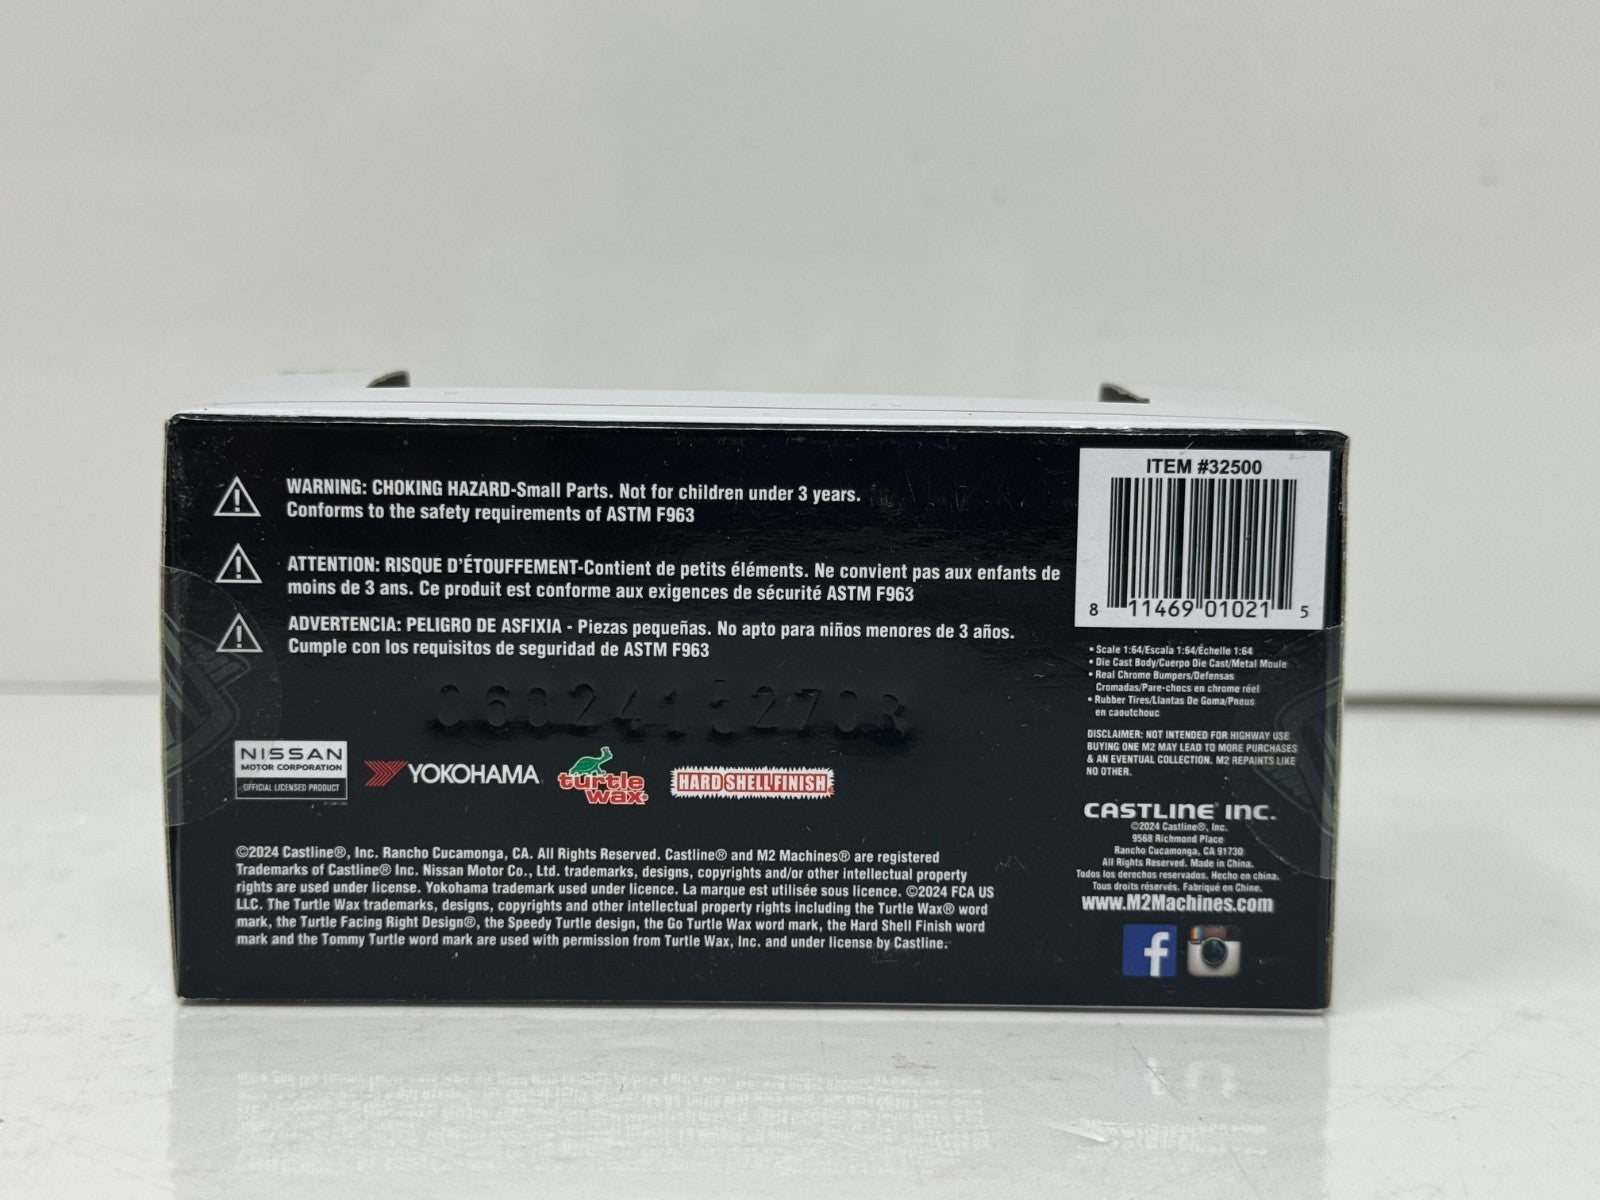 WARNING: CHOKING HAZARD-Small Parts. Not for children under 3 years.
Conforms to the safety requirements of ASTM F963
ATTENTION: RISQUE D'ÉTOUFFEMENT-Contient de petits éléments. Ne convient pas aux enfants de
moins de 3 ans. Ce produit est conforme aux exigences de sécurité ASTM F963
ADVERTENCIA: PELIGRO DE ASFIXIA - Piezas pequeñas. No apto para niños menores de 3 años.
Cumple con los requisitos de seguridad de ASTM F963
NISSAN
MOTOR CORPORATION
OFFICIAL LICENSED PRODUCT
YOKOHAMA
turtle
wax
HARD SHELL FINISH
©2024 Castline®, Inc. Rancho Cucamonga, CA. All Rights Reserved. Castline® and M2 Machines® are registered
Trademarks of Castline® Inc. Nissan Motor Co., Ltd. trademarks, designs, copyrights and/or other intellectual property
rights are used under license. Yokohama trademark used under licence. La marque est utilisée sous licence. ©2024 FCA US
LLC. The Turtle Wax trademarks, designs, copyrights and other intellectual property rights including the Turtle Wax® word
mark, the Turtle Facing Right Design®, the Speedy Turtle design, the Go Turtle Wax word mark, the Hard Shell Finish word
mark and the Tommy Turtle word mark are used with permission from Turtle Wax, Inc. and under license by Castline.
ITEM #32500
8 11469 01021 5
• Scale 1:64/Escala 1:64/Échelle 1:64
• Die Cast Body/Cuerpo Die Cast/Metal Moule
• Real Chrome Bumpers/Defensas
Cromadas/Pare-chocs en chrome réel
• Rubber Tires/Llantas De Goma/Pneus
en caoutchouc
DISCLAIMER: NOT INTENDED FOR HIGHWAY USE
BUYING ONE M2 MAY LEAD TO MORE PURCHASES
& AN EVENTUAL COLLECTION. M2 REPAINTS LIKE
NO OTHER.
CASTLINE® INC.
©2024 Castline®, Inc.
9568 Richmond Place
Rancho Cucamonga, CA 91730
All Rights Reserved. Made in China.
Todos los derechos reservados. Hecho en china.
Tous droits réservés. Fabriqué en Chine.
www.M2Machines.com
f